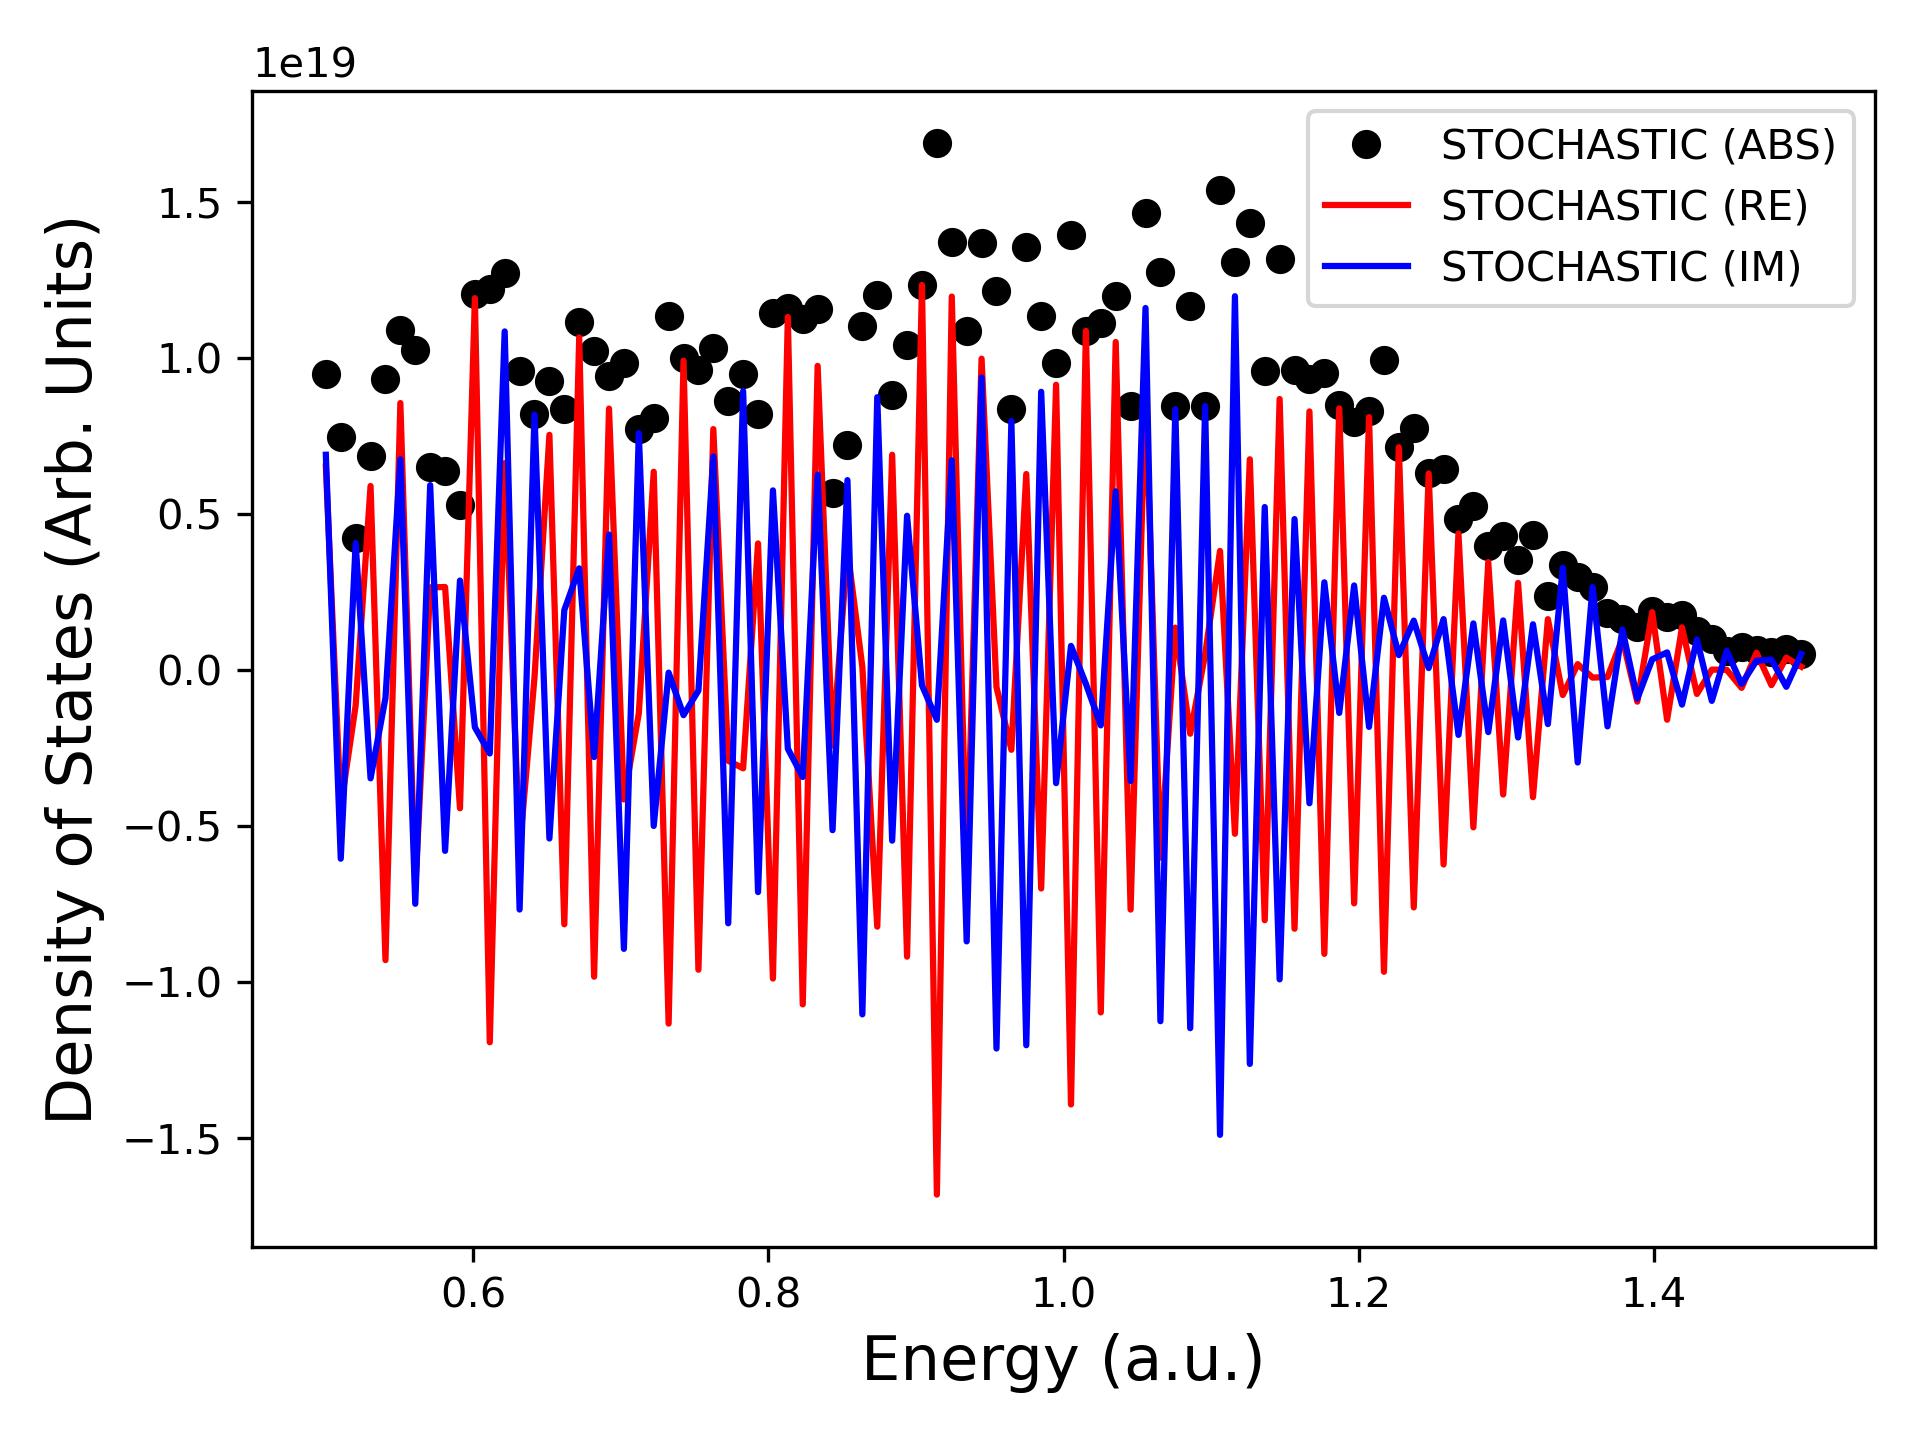 1e19
STOCHASTIC (ABS)
STOCHASTIC (RE)
STOCHASTIC (IM)
Density of States (Arb. Units)
1.5
1.0
0.5
0.0
−0.5
−1.0
−1.5
0.6 0.8 1.0 1.2 1.4
Energy (a.u.)